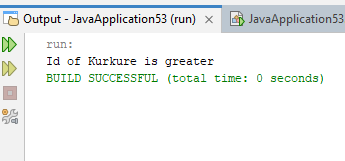 Output - JavaApplication53 (run)
JavaApplication53
run:
Id of Kurkure is greater
BUILD SUCCESSFUL (total time: 0 seconds)